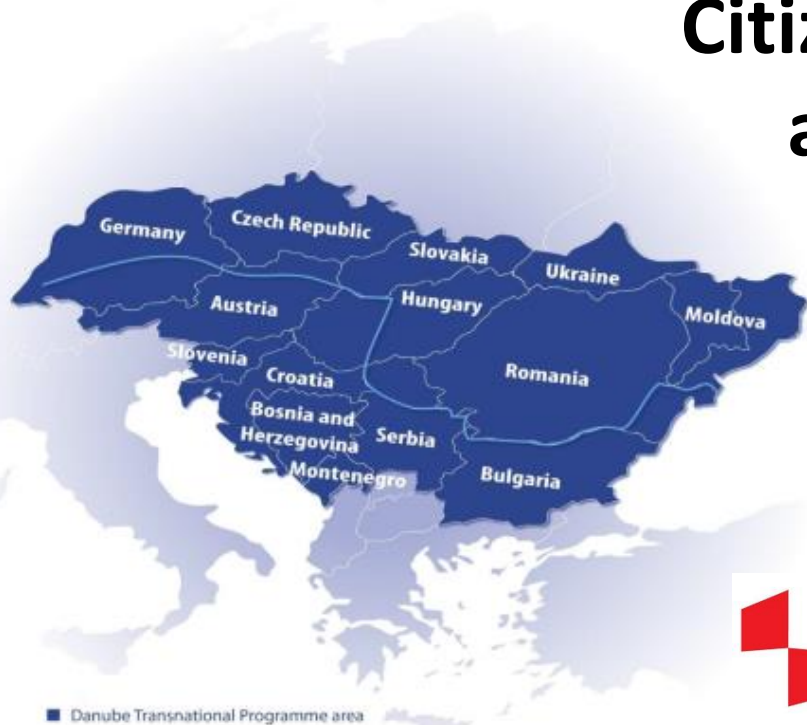 Citiz
a
Germany
Czech Republic
Slovakia
Ukraine
Austria
Hungary
Moldova
Slovenia
Croatia
Romania
Bosnia and
Herzegovina
Serbia
Montenegro
Bulgaria
Danube Transnational Programme area